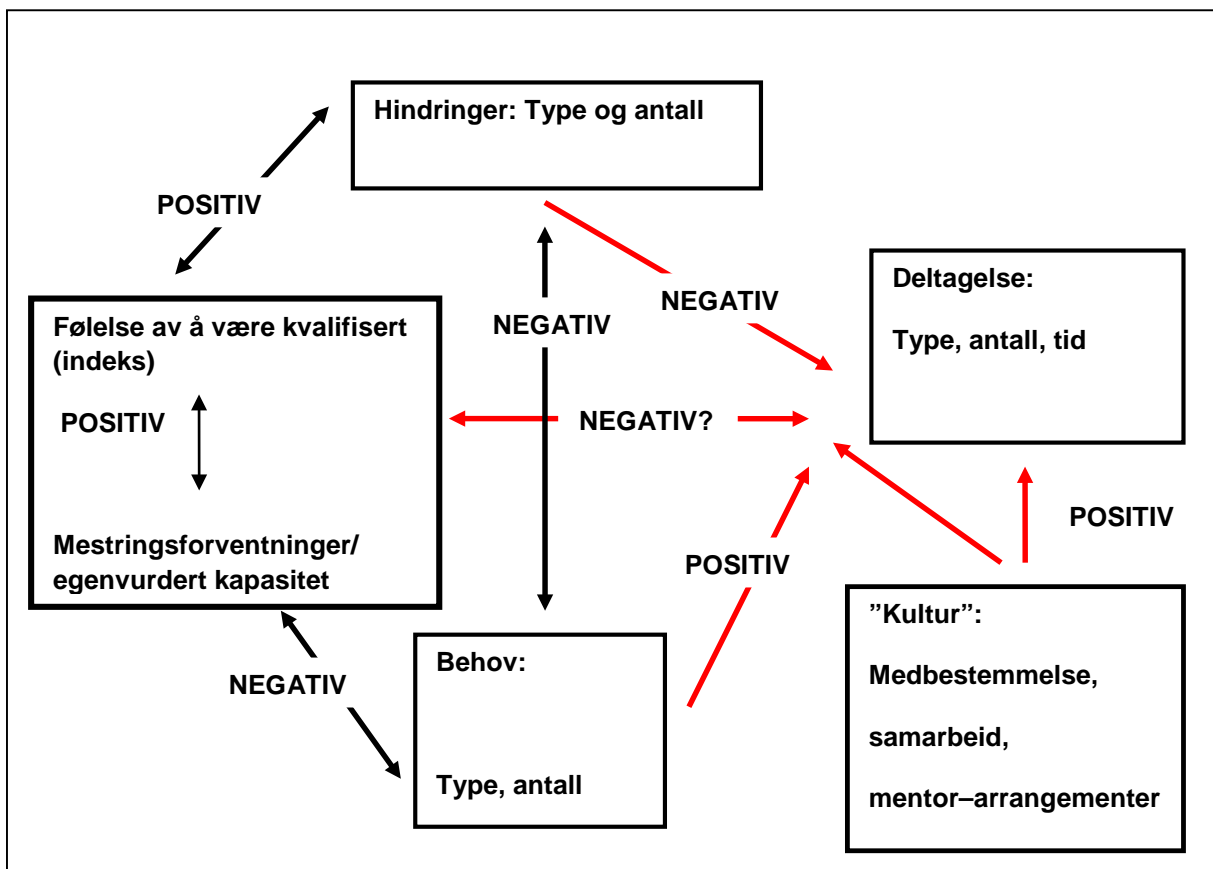 Hindringer: Type og antall
POSITIV
NEGATIV
NEGATIV
Deltagelse:
Type, antall, tid
Følelse av å være kvalifisert
(indeks)
POSITIV
Mestringsforventninger/
egenvurdert kapasitet
NEGATIV?
POSITIV
POSITIV
NEGATIV
Behov:
Type, antall
”Kultur”:
Medbestemmelse,
samarbeid,
mentor–arrangementer